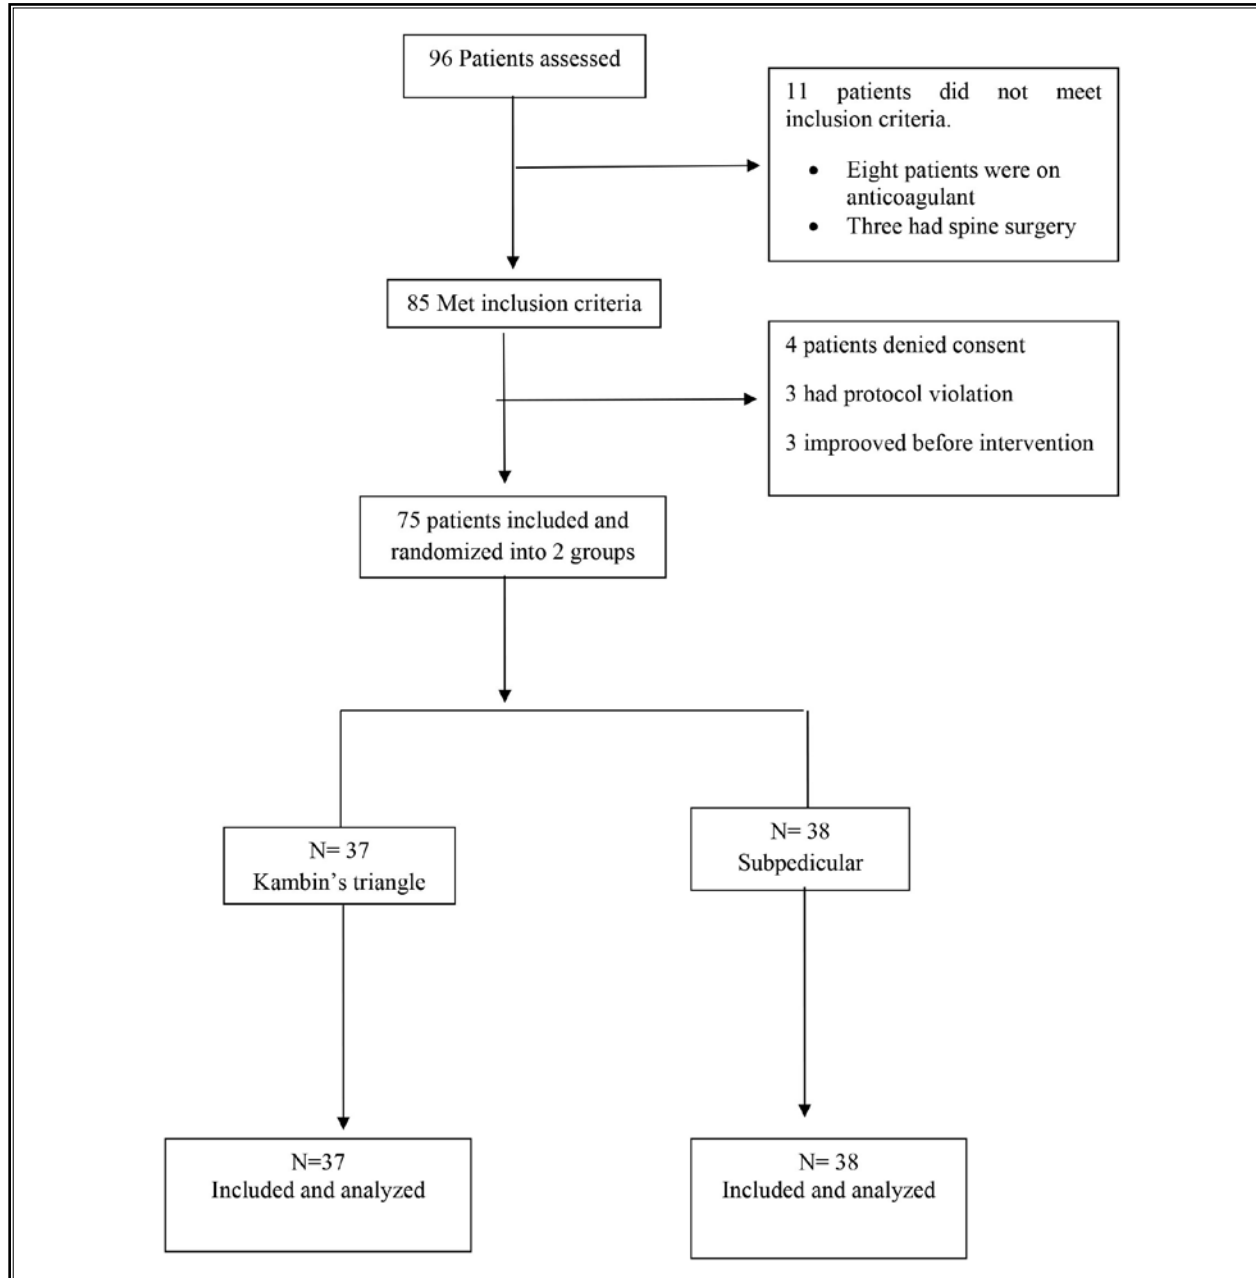 96 Patients assessed
11 patients did not meet
inclusion criteria.
• Eight patients were on
anticoagulant
• Three had spine surgery
85 Met inclusion criteria
4 patients denied consent
3 had protocol violation
3 improoved before intervention
75 patients included and
randomized into 2 groups
N= 37
Kambin’s triangle
N= 38
Subpedicular
N=37
Included and analyzed
N= 38
Included and analyzed